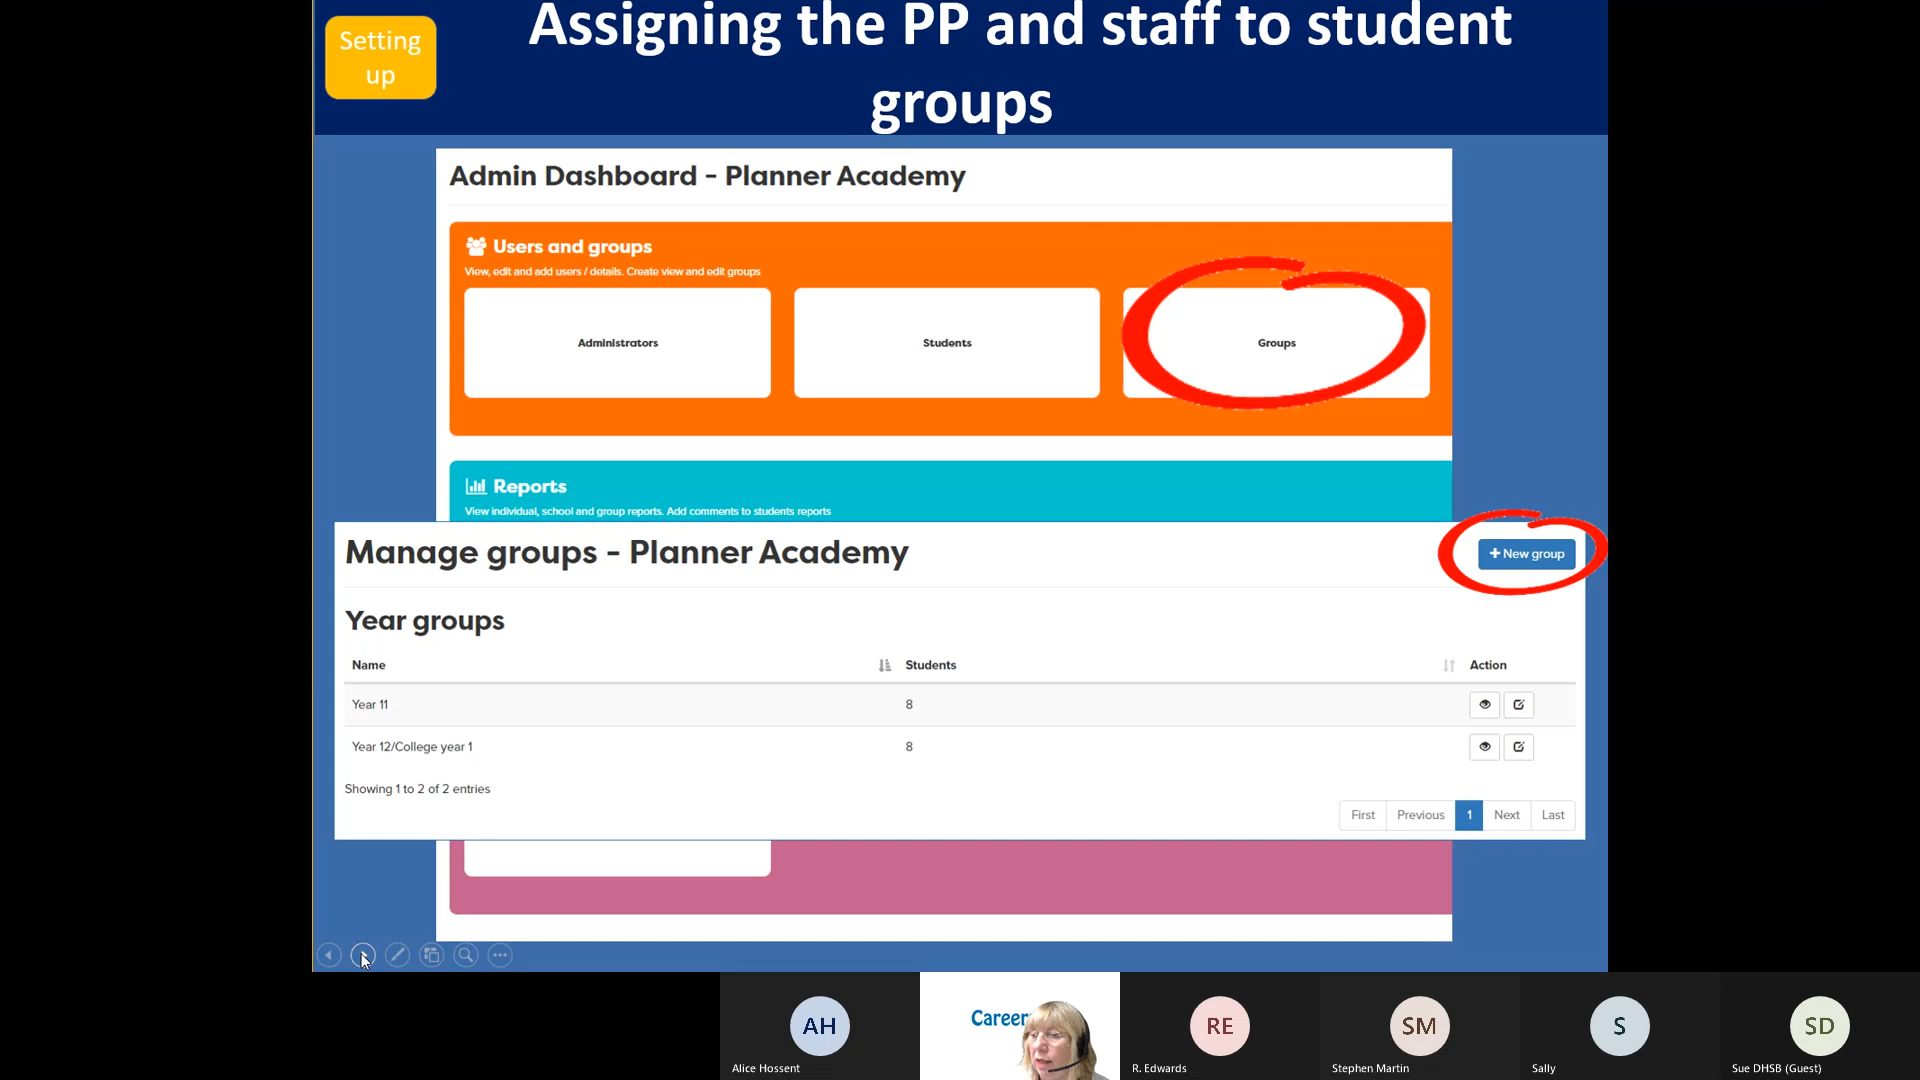 Setting
up
Assigning the PP and staff to student
groups
Admin Dashboard - Planner Academy
Users and groups
View, edit and add users / details. Create view and edit groups
Administrators
Students
Groups
Reports
View individual, school and group reports. Add comments to students reports
Manage groups - Planner Academy
+ New group
Year groups
Name Students Action
Year 11 8
Year 12/College year 1 8
Showing 1 to 2 of 2 entries
First Previous 1 Next Last
AH
Alice Hossent
Career
RE
R. Edwards
SM
Stephen Martin
S
Sally
SD
Sue DHSB (Guest)